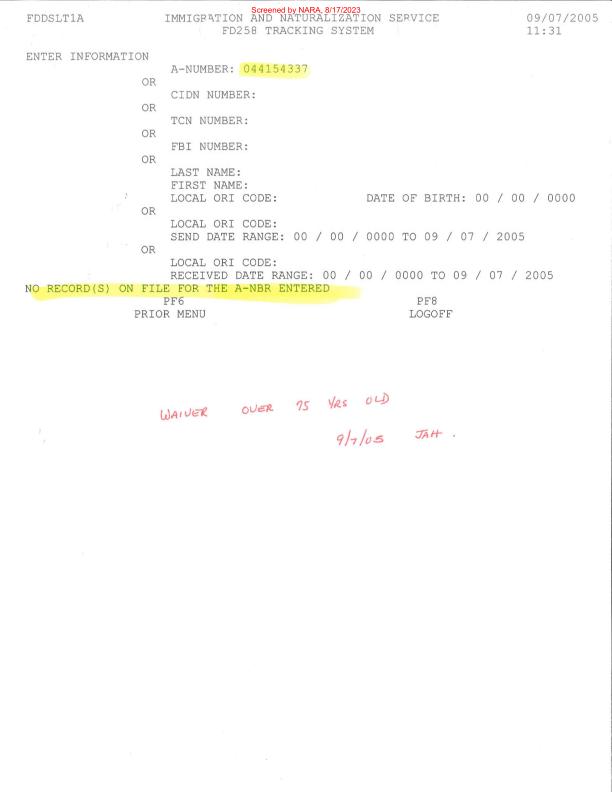 Screened by NARA, 8/17/2023
FDDSLT1A IMMIGRATION AND NATURALIZATION SERVICE 09/07/2005
FD258 TRACKING SYSTEM 11:31
ENTER INFORMATION
A-NUMBER: 044154337
OR
CIDN NUMBER:
OR
TCN NUMBER:
OR
FBI NUMBER:
OR
LAST NAME:
FIRST NAME:
LOCAL ORI CODE: DATE OF BIRTH: 00 / 00 / 0000
OR
LOCAL ORI CODE:
SEND DATE RANGE: 00 / 00 / 0000 TO 09 / 07 / 2005
OR
LOCAL ORI CODE:
RECEIVED DATE RANGE: 00 / 00 / 0000 TO 09 / 07 / 2005
NO RECORD(S) ON FILE FOR THE A-NBR ENTERED
PF6 PF8
PRIOR MENU LOGOFF
WAIVER OVER 75 YRS OLD
9/7/05 JAH.